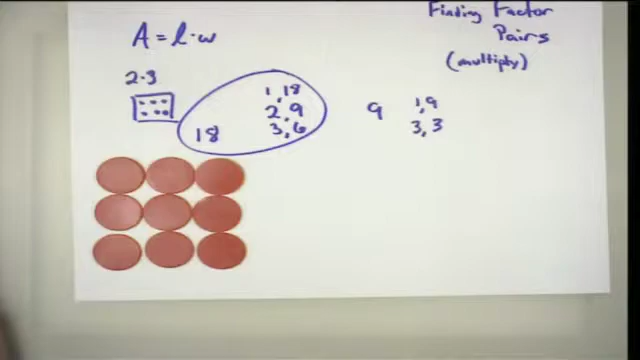 Finding Factor
Pairs
(multiply)
A = l · w
2·3
18
1, 18
2, 9
3, 6
9
1, 9
3, 3